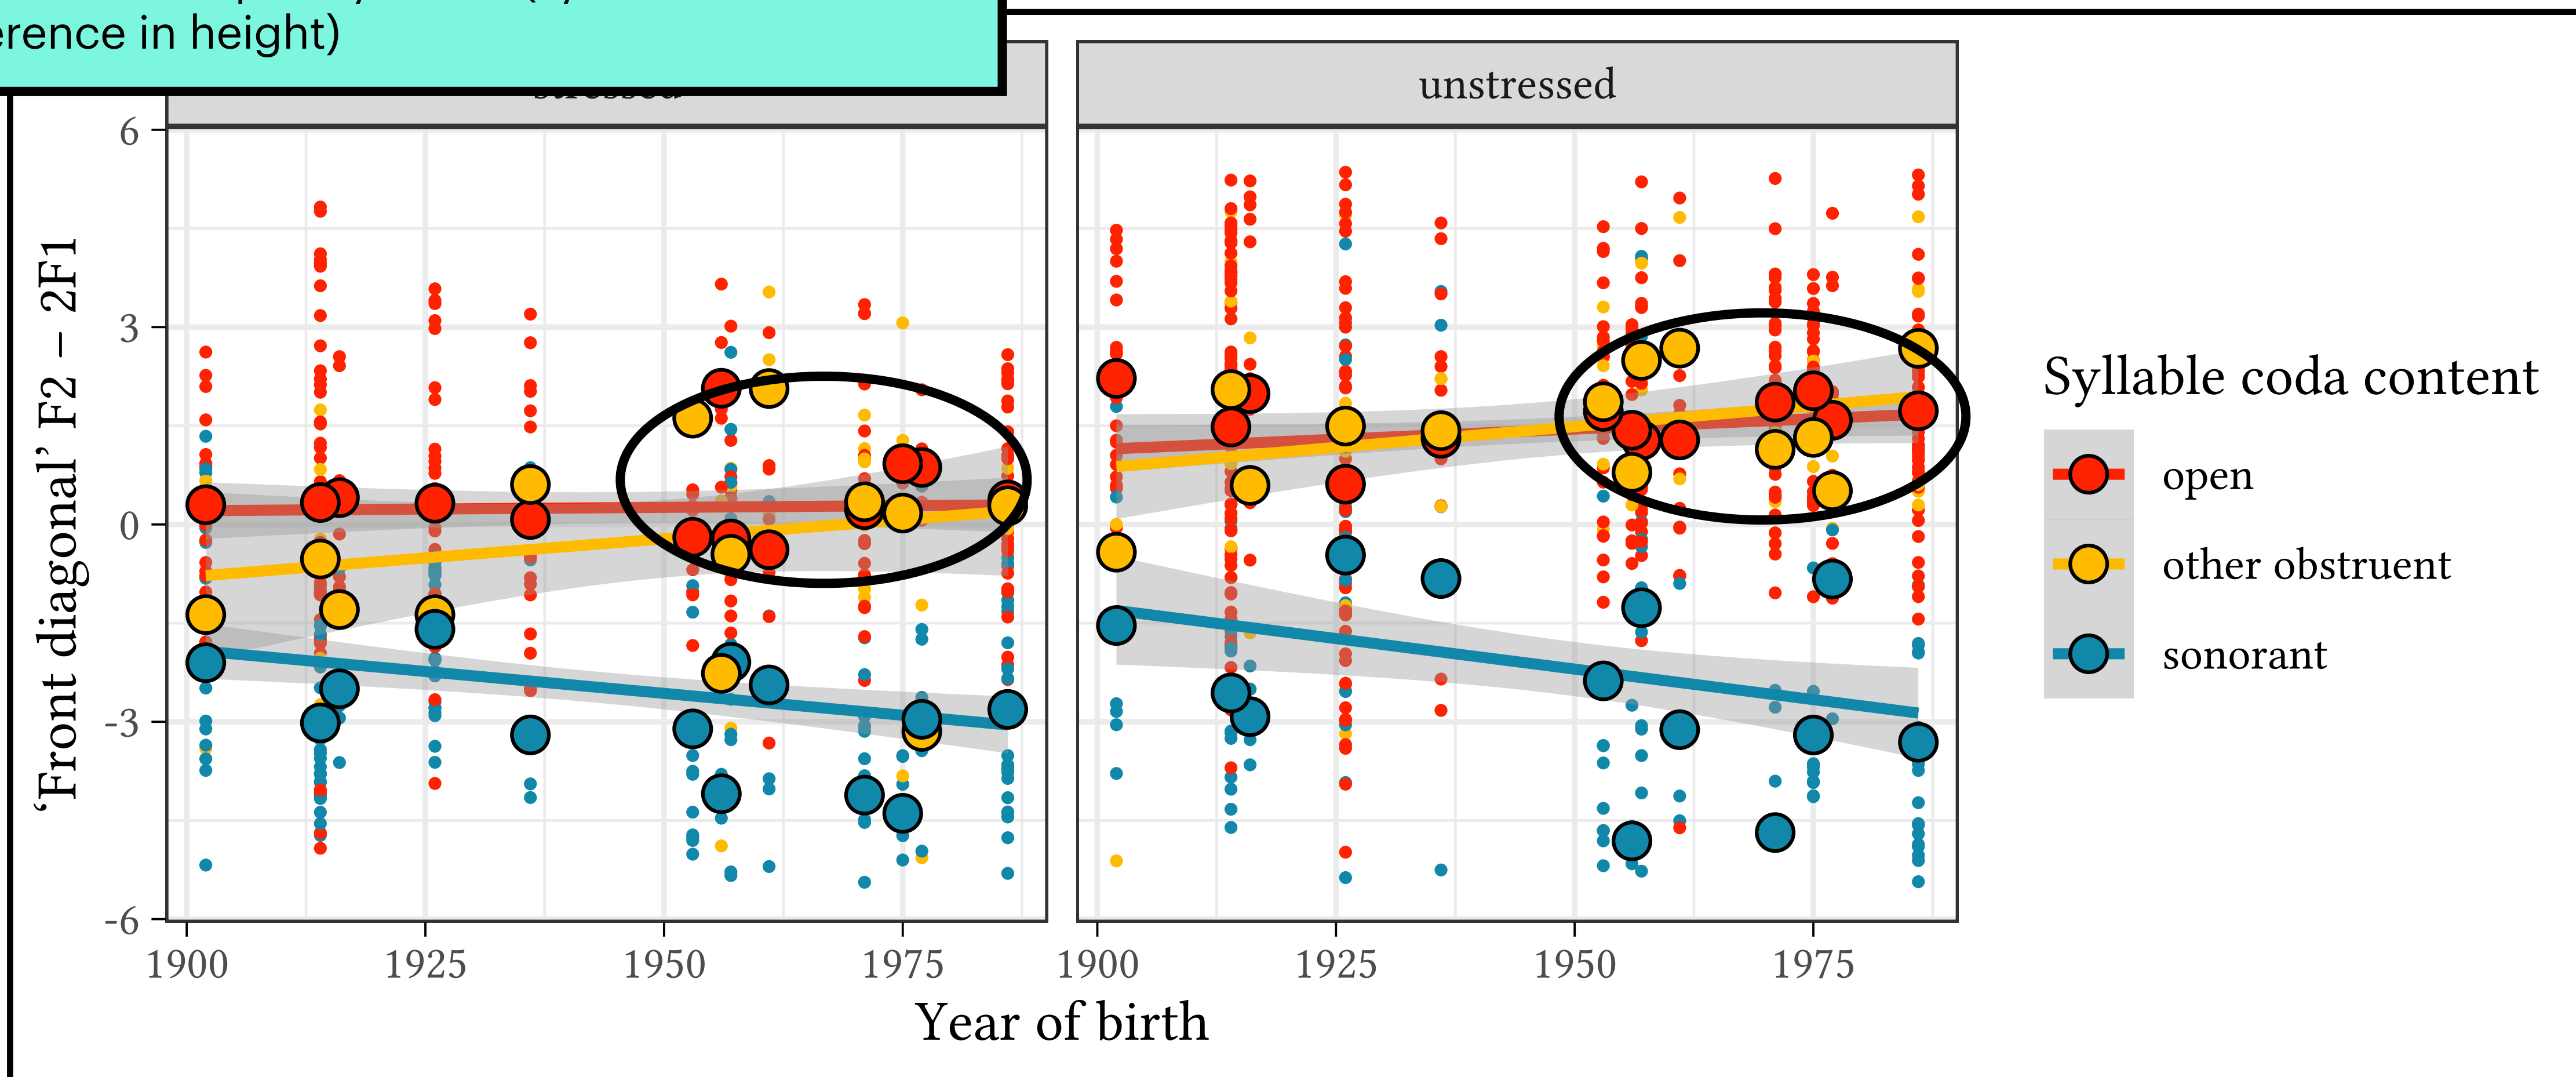 erence in height)
stressed
unstressed
'Front diagonal' F2 – 2F1
6
3
0
-3
-6
1900 1925 1950 1975
1900 1925 1950 1975
Year of birth
Syllable coda content
open
other obstruent
sonorant